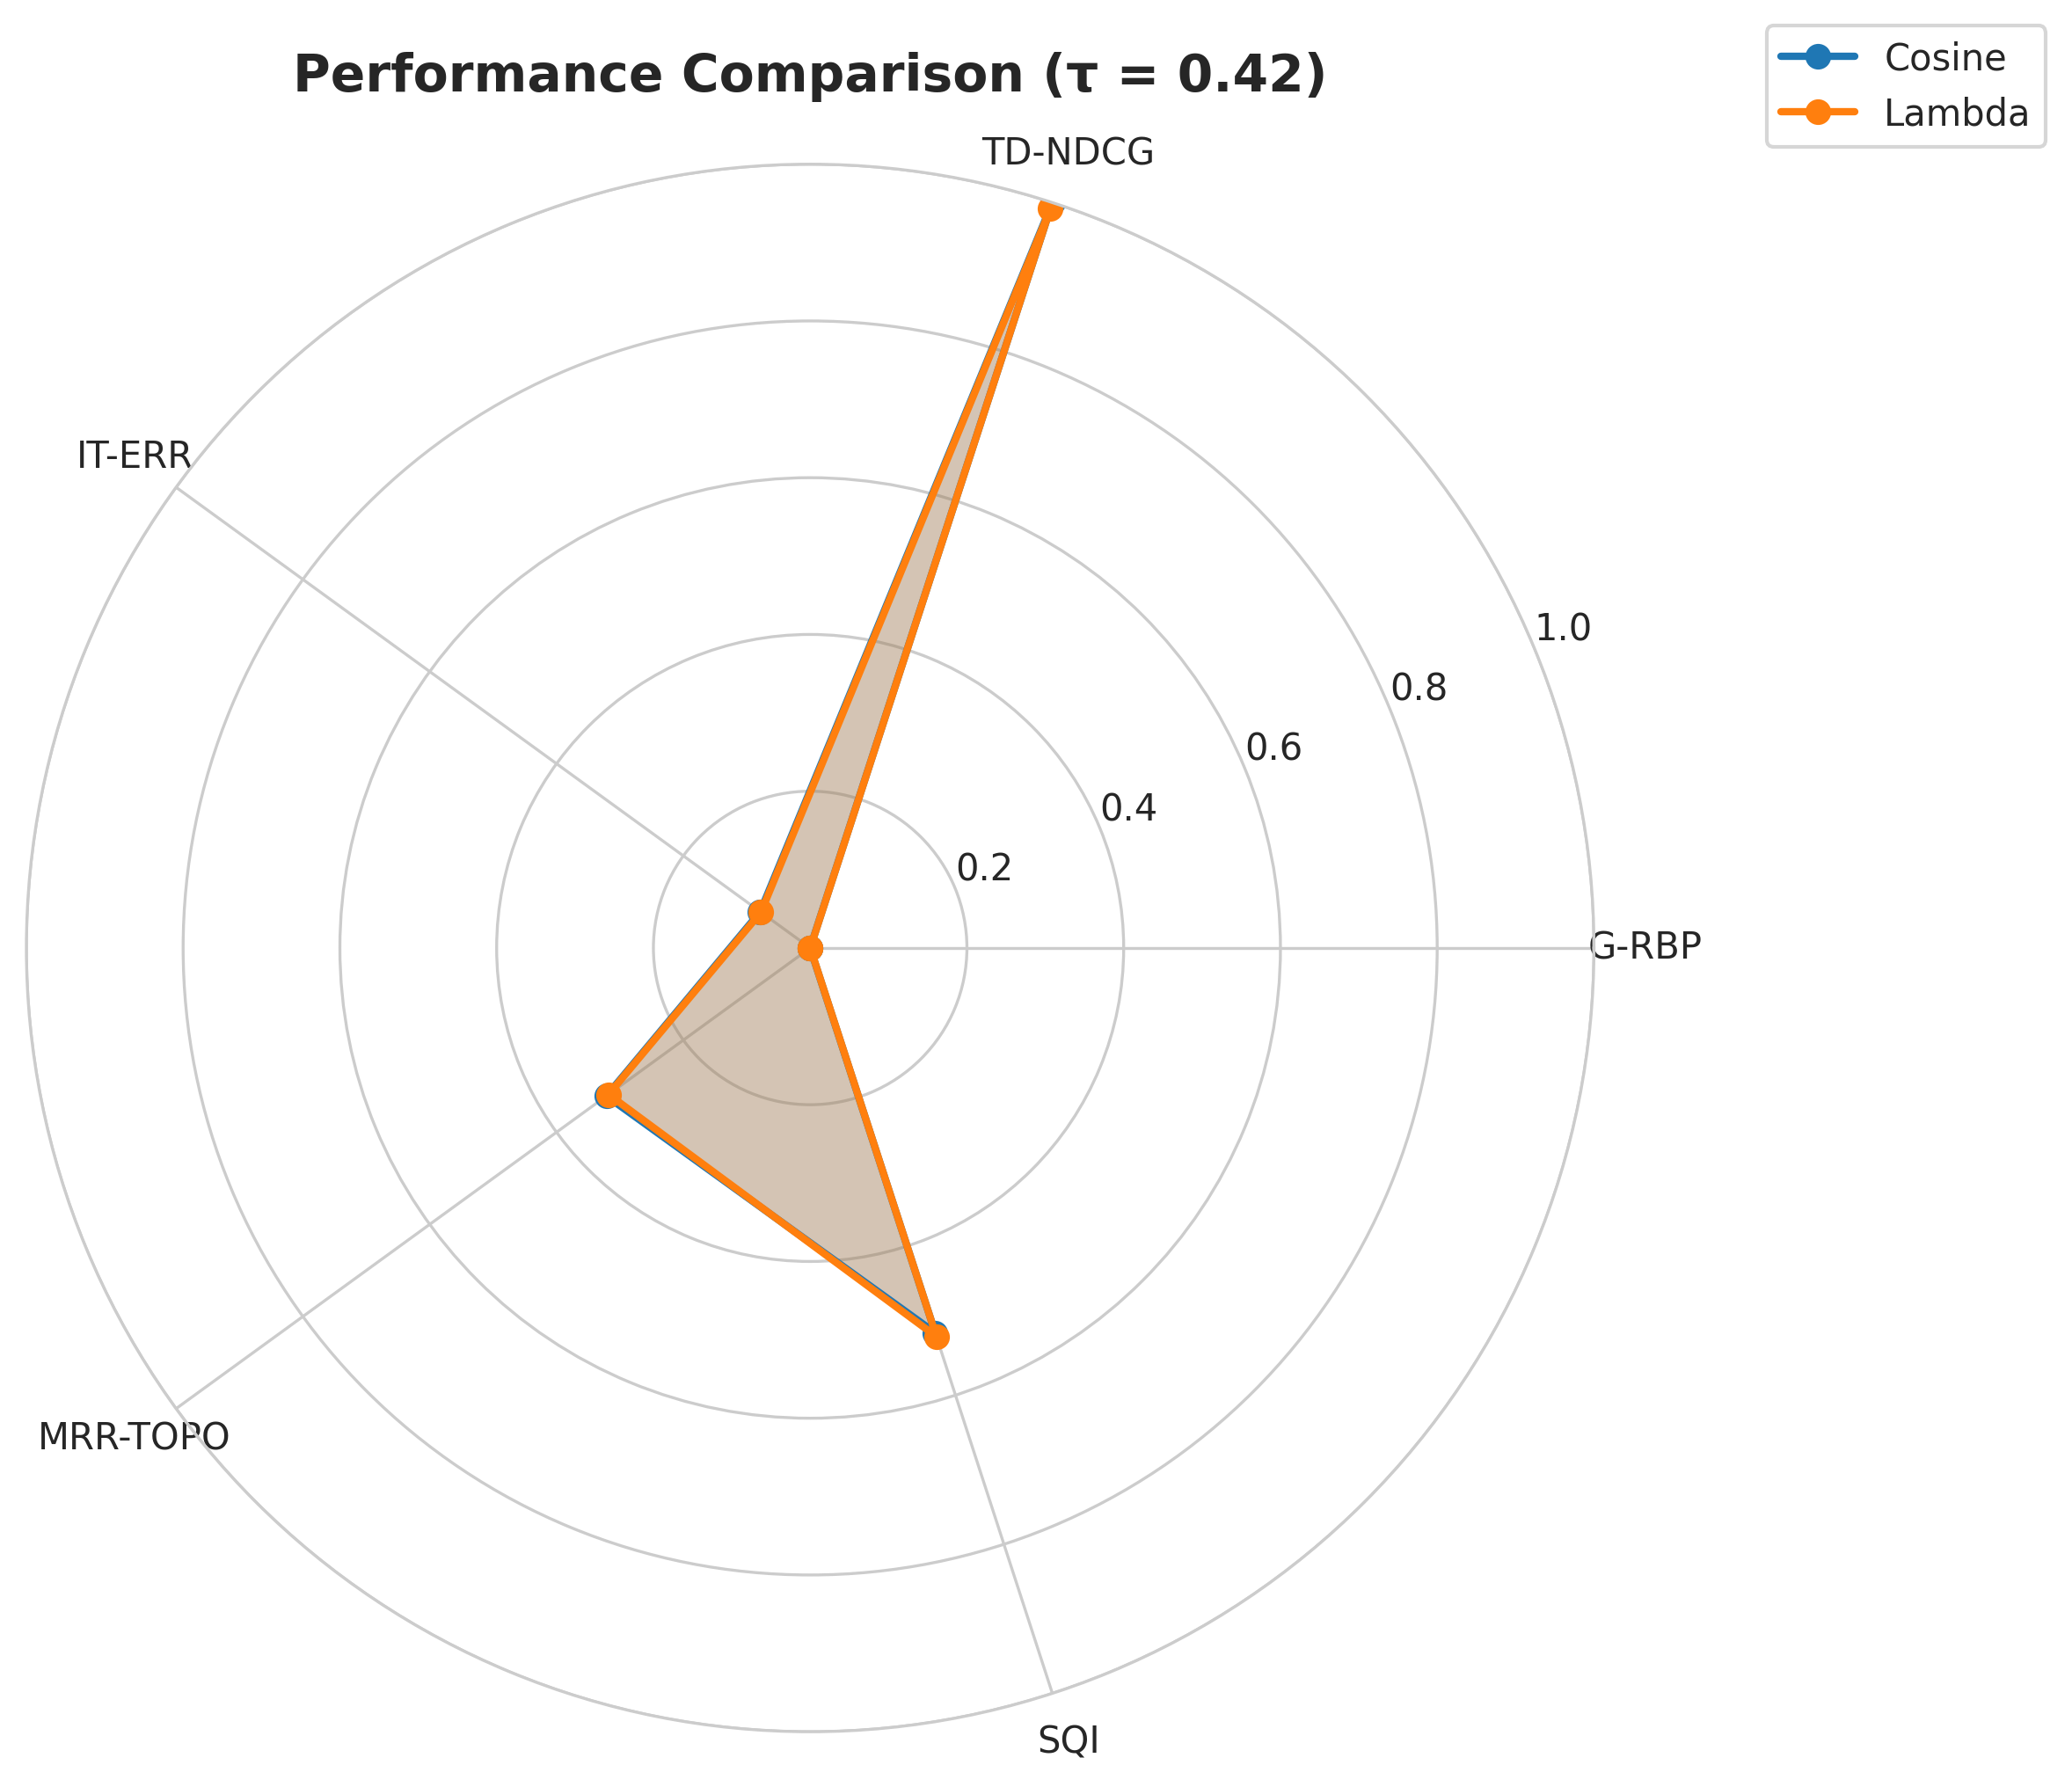 Performance Comparison (τ = 0.42)
Cosine
Lambda
TD-NDCG
IT-ERR
1.0
0.8
0.6
0.4
0.2
G-RBP
MRR-TOPO
SQI